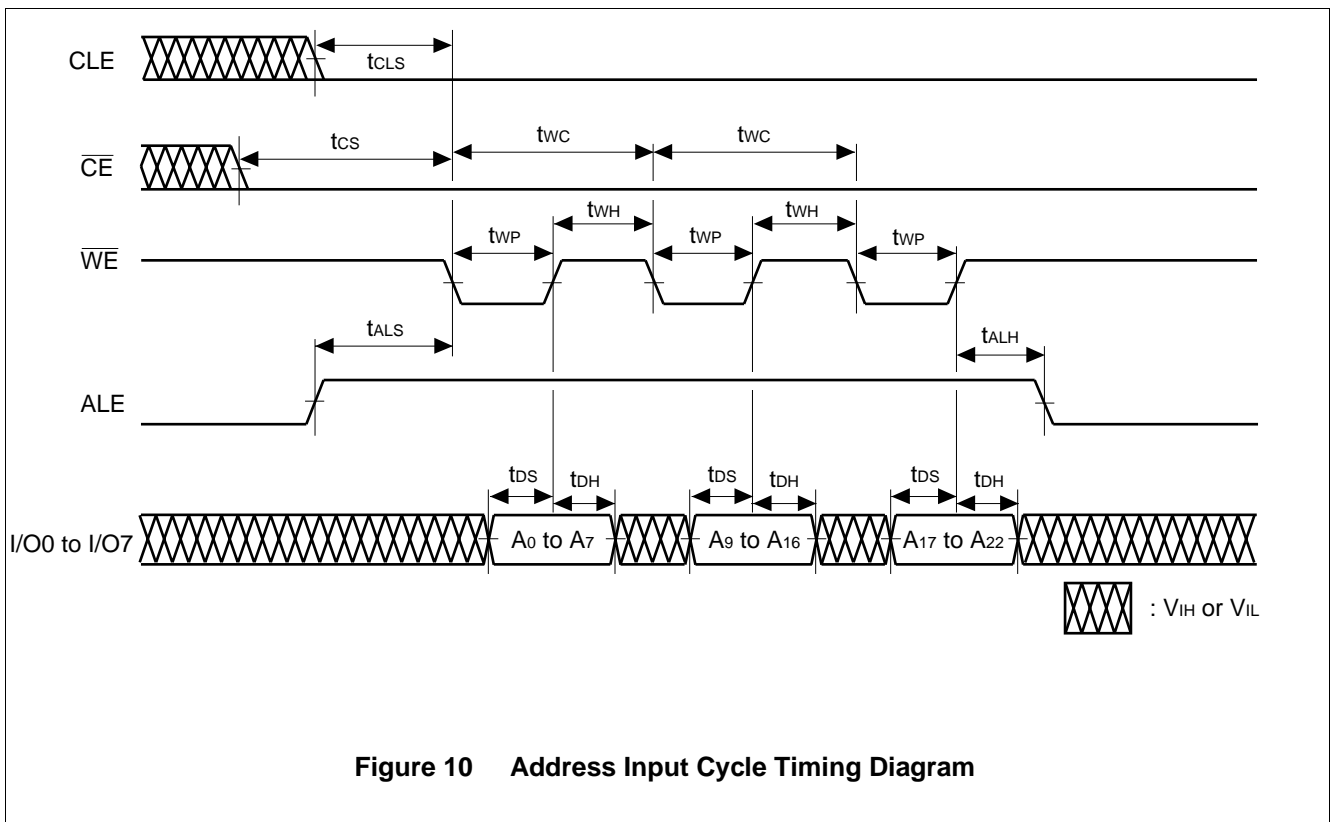 CLE
tCLS
CE
tCS
tWC
tWC
WE
tWP
tWH
tWP
tWH
tWP
ALE
tALS
tALH
I/O0 to I/O7
tDS
tDH
tDS
tDH
tDS
tDH
A0 to A7
A9 to A16
A17 to A22
: VIH or VIL
Figure 10 Address Input Cycle Timing Diagram